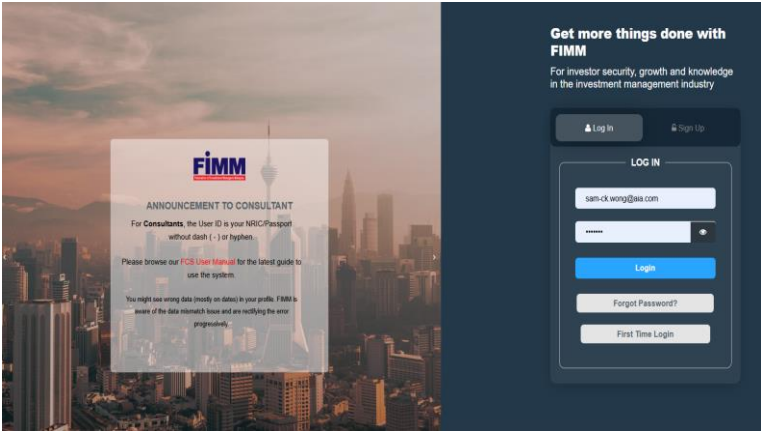 FiMM
ANNOUNCEMENT TO CONSULTANT
For Consultants, the User ID is your NRIC/Passport
without dash ( - ) or hyphen.
Please browse our FCS User Manual for the latest guide to
use the system.
You might see wrong data (mostly on dates) in your profile. FIMM is
aware of the data mismatch issue and are rectifying the error
progressively.
Get more things done with
FIMM
For investor security, growth and knowledge
in the investment management industry
Log In
Sign Up
LOG IN
sam-ck.wong@aia.com
Login
Forgot Password?
First Time Login